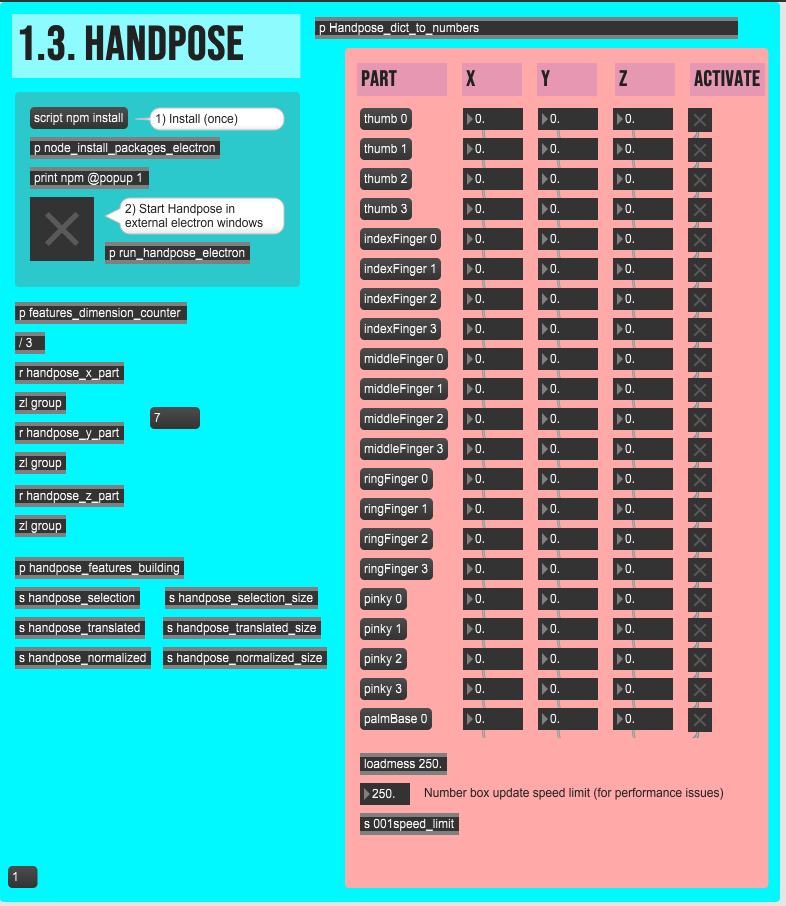 1.3. HANDPOSE
p Handpose_dict_to_numbers
script npm install
1) Install (once)
p node_install_packages_electron
print npm @popup 1
2) Start Handpose in
external electron windows
p run_handpose_electron
p features_dimension_counter
/ 3
r handpose_x_part
zl group
7
r handpose_y_part
zl group
r handpose_z_part
zl group
p handpose_features_building
s handpose_selection
s handpose_selection_size
s handpose_translated
s handpose_translated_size
s handpose_normalized
s handpose_normalized_size
1
PART X Y Z ACTIVATE
thumb 0 0. 0. 0.
thumb 1 0. 0. 0.
thumb 2 0. 0. 0.
thumb 3 0. 0. 0.
indexFinger 0 0. 0. 0.
indexFinger 1 0. 0. 0.
indexFinger 2 0. 0. 0.
indexFinger 3 0. 0. 0.
middleFinger 0 0. 0. 0.
middleFinger 1 0. 0. 0.
middleFinger 2 0. 0. 0.
middleFinger 3 0. 0. 0.
ringFinger 0 0. 0. 0.
ringFinger 1 0. 0. 0.
ringFinger 2 0. 0. 0.
ringFinger 3 0. 0. 0.
pinky 0 0. 0. 0.
pinky 1 0. 0. 0.
pinky 2 0. 0. 0.
pinky 3 0. 0. 0.
palmBase 0 0. 0. 0.
loadmess 250.
250. Number box update speed limit (for performance issues)
s 001speed_limit